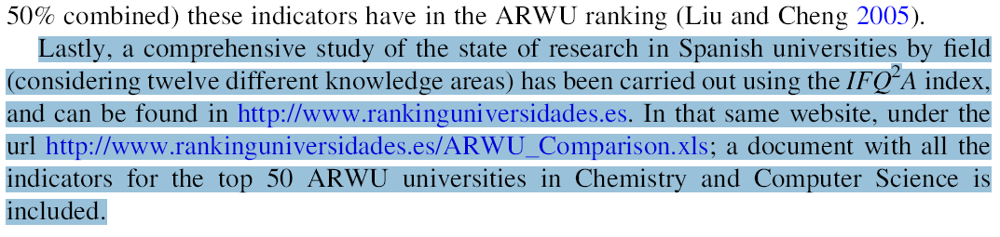 50% combined) these indicators have in the ARWU ranking (Liu and Cheng 2005).
Lastly, a comprehensive study of the state of research in Spanish universities by field
(considering twelve different knowledge areas) has been carried out using the IFQ²A index,
and can be found in http://www.rankinguniversidades.es. In that same website, under the
url http://www.rankinguniversidades.es/ARWU_Comparison.xls; a document with all the
indicators for the top 50 ARWU universities in Chemistry and Computer Science is
included.